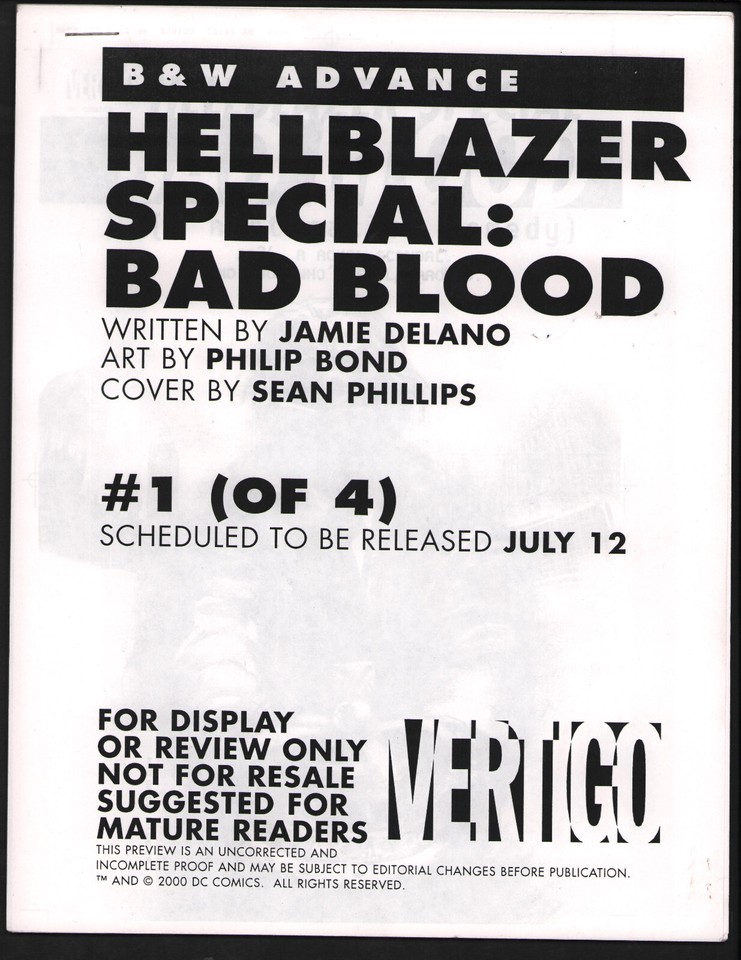 B&W ADVANCE
HELLBLAZER
SPECIAL:
BAD BLOOD
WRITTEN BY JAMIE DELANO
ART BY PHILIP BOND
COVER BY SEAN PHILLIPS
#1 (OF 4)
SCHEDULED TO BE RELEASED JULY 12
FOR DISPLAY
OR REVIEW ONLY
NOT FOR RESALE
SUGGESTED FOR
MATURE READERS
VERTIGO
THIS PREVIEW IS AN UNCORRECTED AND
INCOMPLETE PROOF AND MAY BE SUBJECT TO EDITORIAL CHANGES BEFORE PUBLICATION.
™ AND © 2000 DC COMICS. ALL RIGHTS RESERVED.